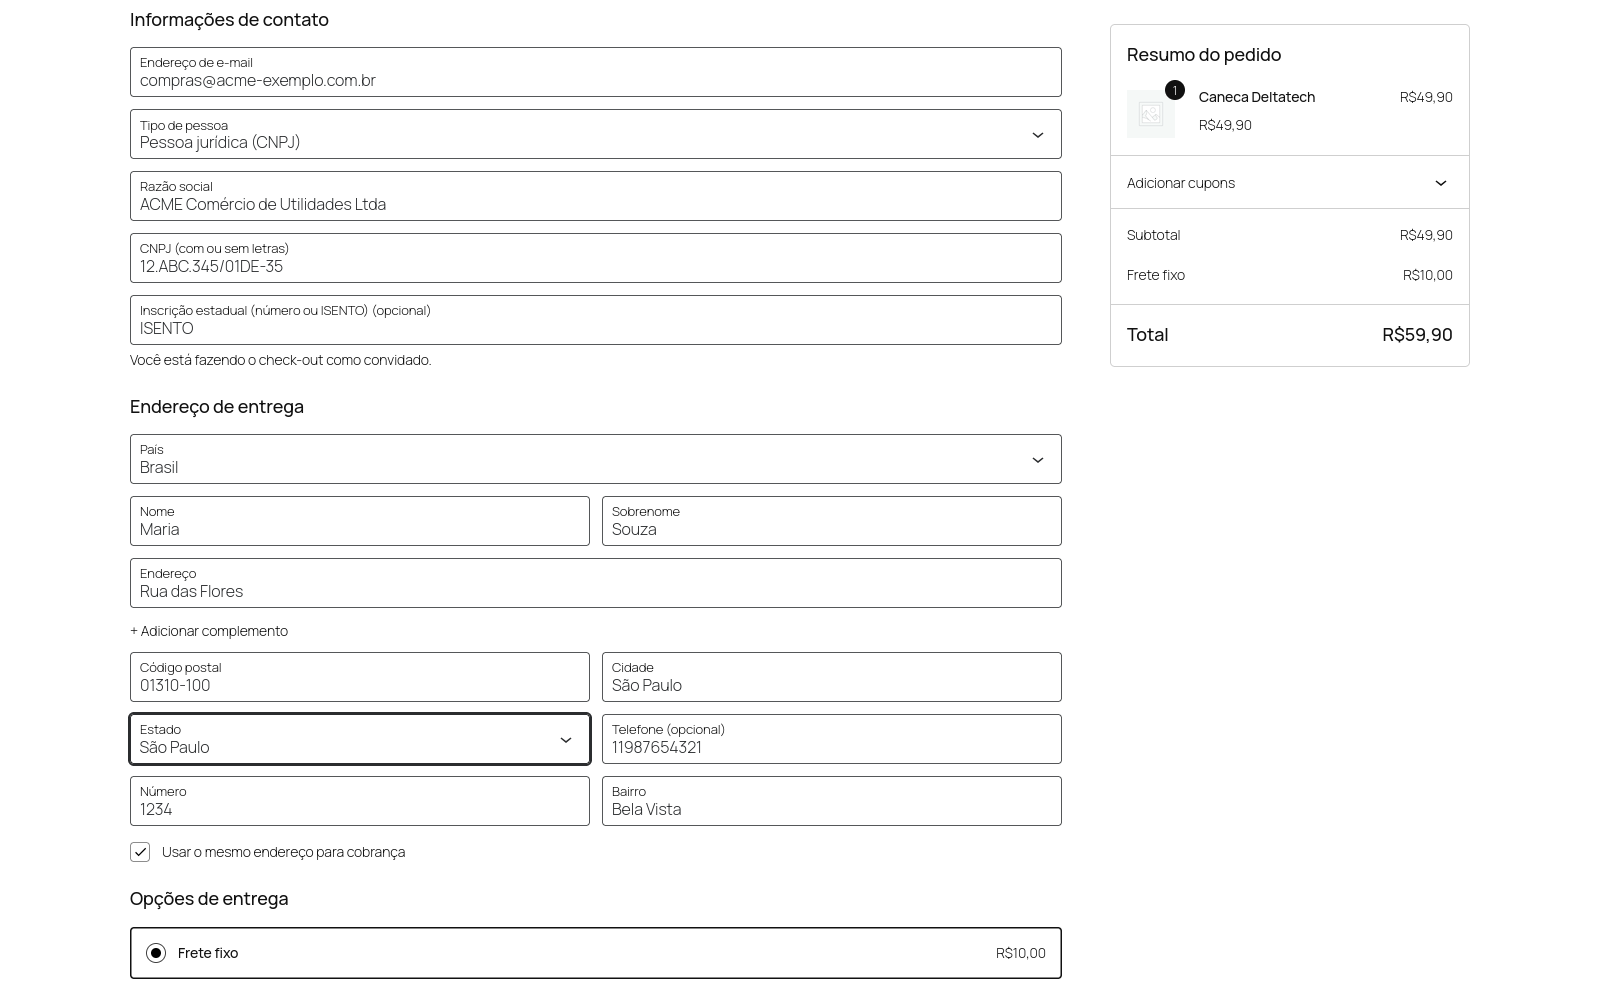 Informações de contato
Endereço de e-mail
compras@acme-exemplo.com.br
Tipo de pessoa
Pessoa jurídica (CNPJ)
Razão social
ACME Comércio de Utilidades Ltda
CNPJ (com ou sem letras)
12.ABC.345/01DE-35
Inscrição estadual (número ou ISENTO) (opcional)
ISENTO
Você está fazendo o check-out como convidado.
Endereço de entrega
País
Brasil
Nome
Maria
Sobrenome
Souza
Endereço
Rua das Flores
+ Adicionar complemento
Código postal
01310-100
Cidade
São Paulo
Estado
São Paulo
Telefone (opcional)
11987654321
Número
1234
Bairro
Bela Vista
Usar o mesmo endereço para cobrança
Opções de entrega
Frete fixo R$10,00
Resumo do pedido
1
Caneca Deltatech R$49,90
R$49,90
Adicionar cupons
Subtotal R$49,90
Frete fixo R$10,00
Total R$59,90